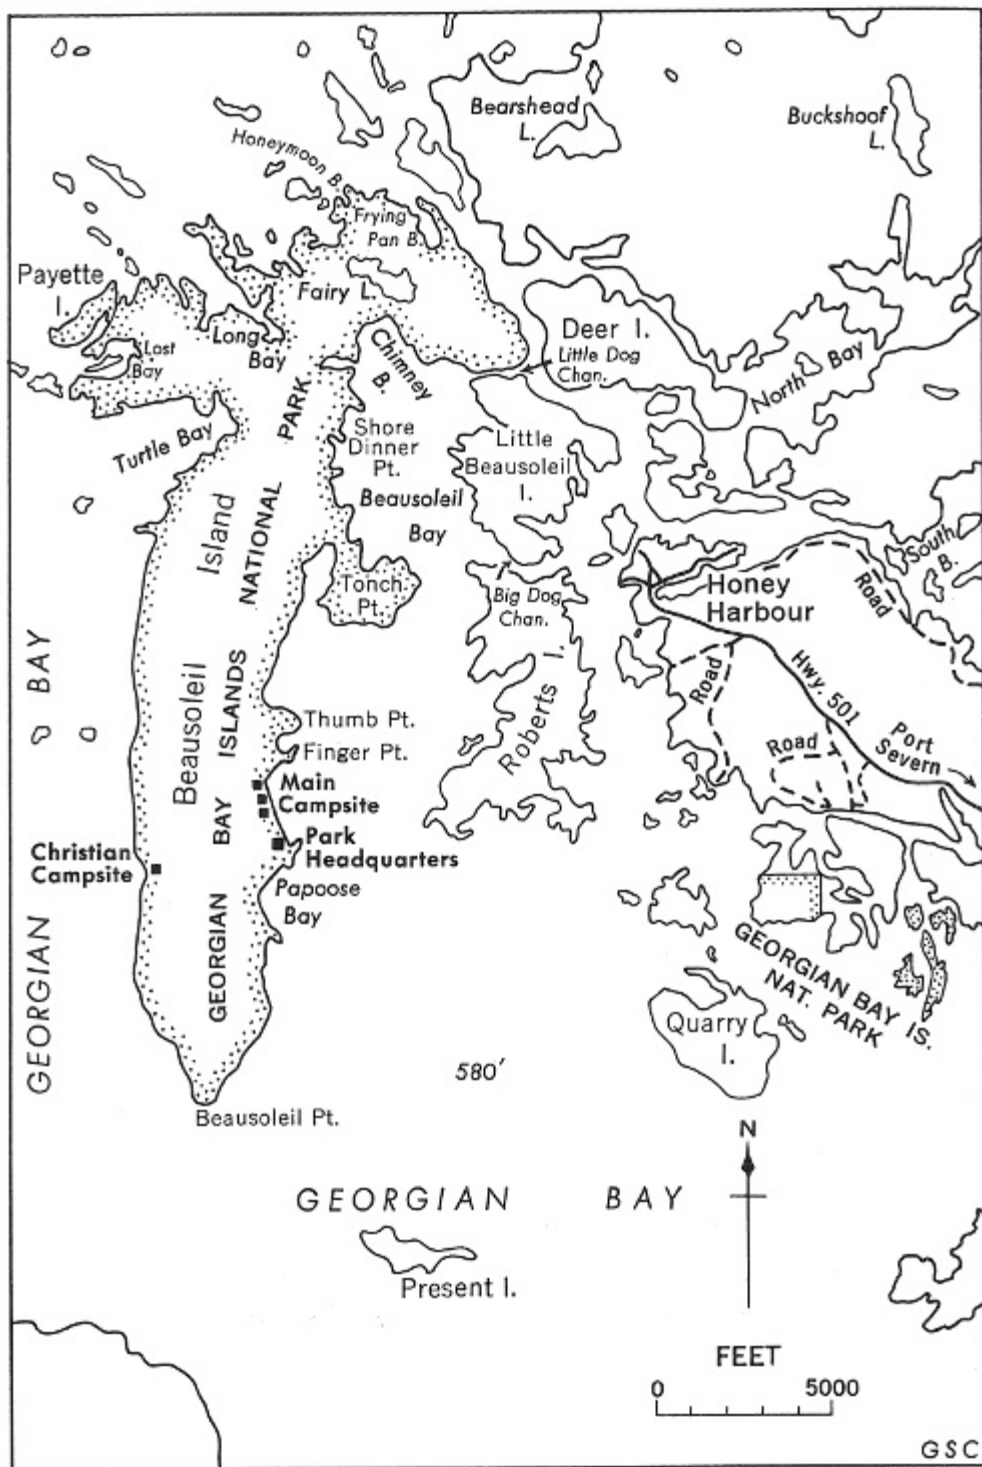 Bearshead
L.
Buckshoof
L.
Honeymoon B.
Frying
Pan B.
Payette
I.
Fairy L.
Deer I.
Little Dog
Chan.
North Bay
Lost
Bay
Long
Bay
Chimney
B.
Turtle Bay
Shore
Dinner
Pt.
Little
Beausoleil
I.
Beausoleil
Bay
South
B.
Tonch
Pt.
Big Dog
Chan.
Honey
Harbour
Road
Road
Hwy. 501
Road
Port
Severn
Roberts I.
Beausoleil Island
GEORGIAN BAY ISLANDS NATIONAL PARK
Thumb Pt.
Finger Pt.
Main
Campsite
Park
Headquarters
Christian
Campsite
Papoose
Bay
GEORGIAN BAY
GEORGIAN BAY IS.
NAT. PARK
Quarry
I.
580'
Beausoleil Pt.
N
GEORGIAN BAY
Present I.
FEET
0 5000
GSC